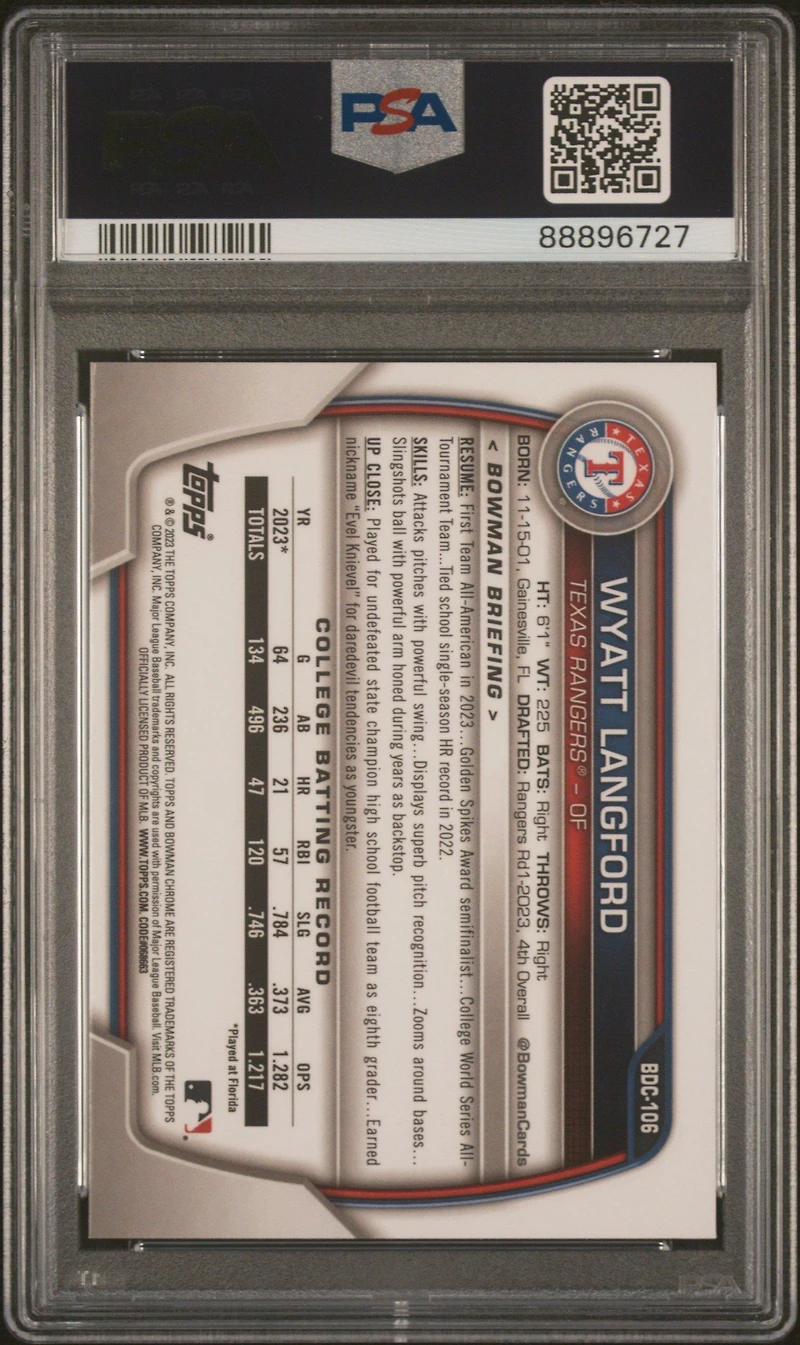 PSA
88896727
BDC-106
TEXAS RANGERS
T
WYATT LANGFORD
TEXAS RANGERS® – OF
HT: 6'1" WT: 225 BATS: Right THROWS: Right
BORN: 11-15-01, Gainesville, FL DRAFTED: Rangers Rd1-2023, 4th Overall @BowmanCards
< BOWMAN BRIEFING >
RESUME: First Team All-American in 2023...Golden Spikes Award semifinalist...College World Series All-
Tournament Team...Tied school single-season HR record in 2022.
SKILLS: Attacks pitches with powerful swing...Displays superb pitch recognition...Zooms around bases...
Slingshots ball with powerful arm honed during years as backstop.
UP CLOSE: Played for undefeated state champion high school football team as eighth grader...Earned
nickname "Evel Knievel" for daredevil tendencies as youngster.
COLLEGE BATTING RECORD
YR G AB HR RBI SLG AVG OPS
2023* 64 236 21 57 .784 .373 1.282
TOTALS 134 496 47 120 .746 .363 1.217
*Played at Florida
topps®
® & © 2023 THE TOPPS COMPANY, INC. ALL RIGHTS RESERVED. TOPPS AND BOWMAN CHROME ARE REGISTERED TRADEMARKS OF THE TOPPS
COMPANY, INC. Major League Baseball trademarks and copyrights are used with permission of Major League Baseball. Visit MLB.com.
OFFICIALLY LICENSED PRODUCT OF MLB. WWW.TOPPS.COM. CODE#068663
PSA